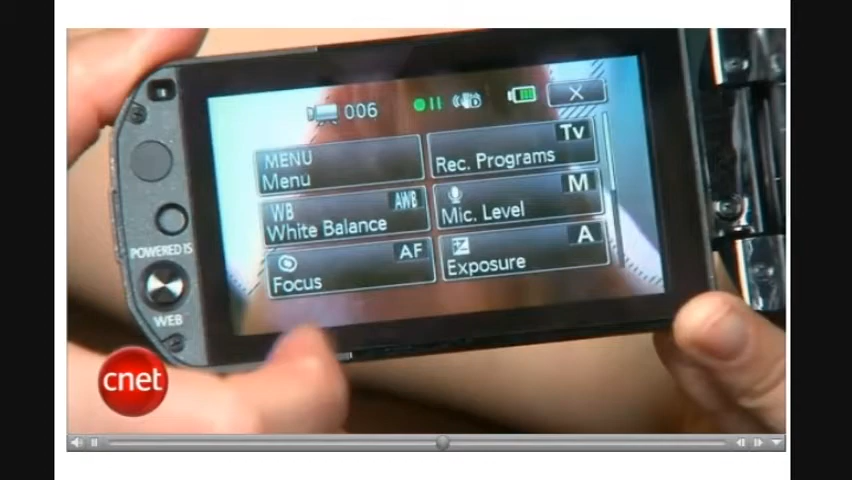 006
MENU
Menu
Tv
Rec. Programs
WB
AWB
White Balance
M
Mic. Level
AF
Focus
A
Exposure
POWERED IS
WEB
cnet